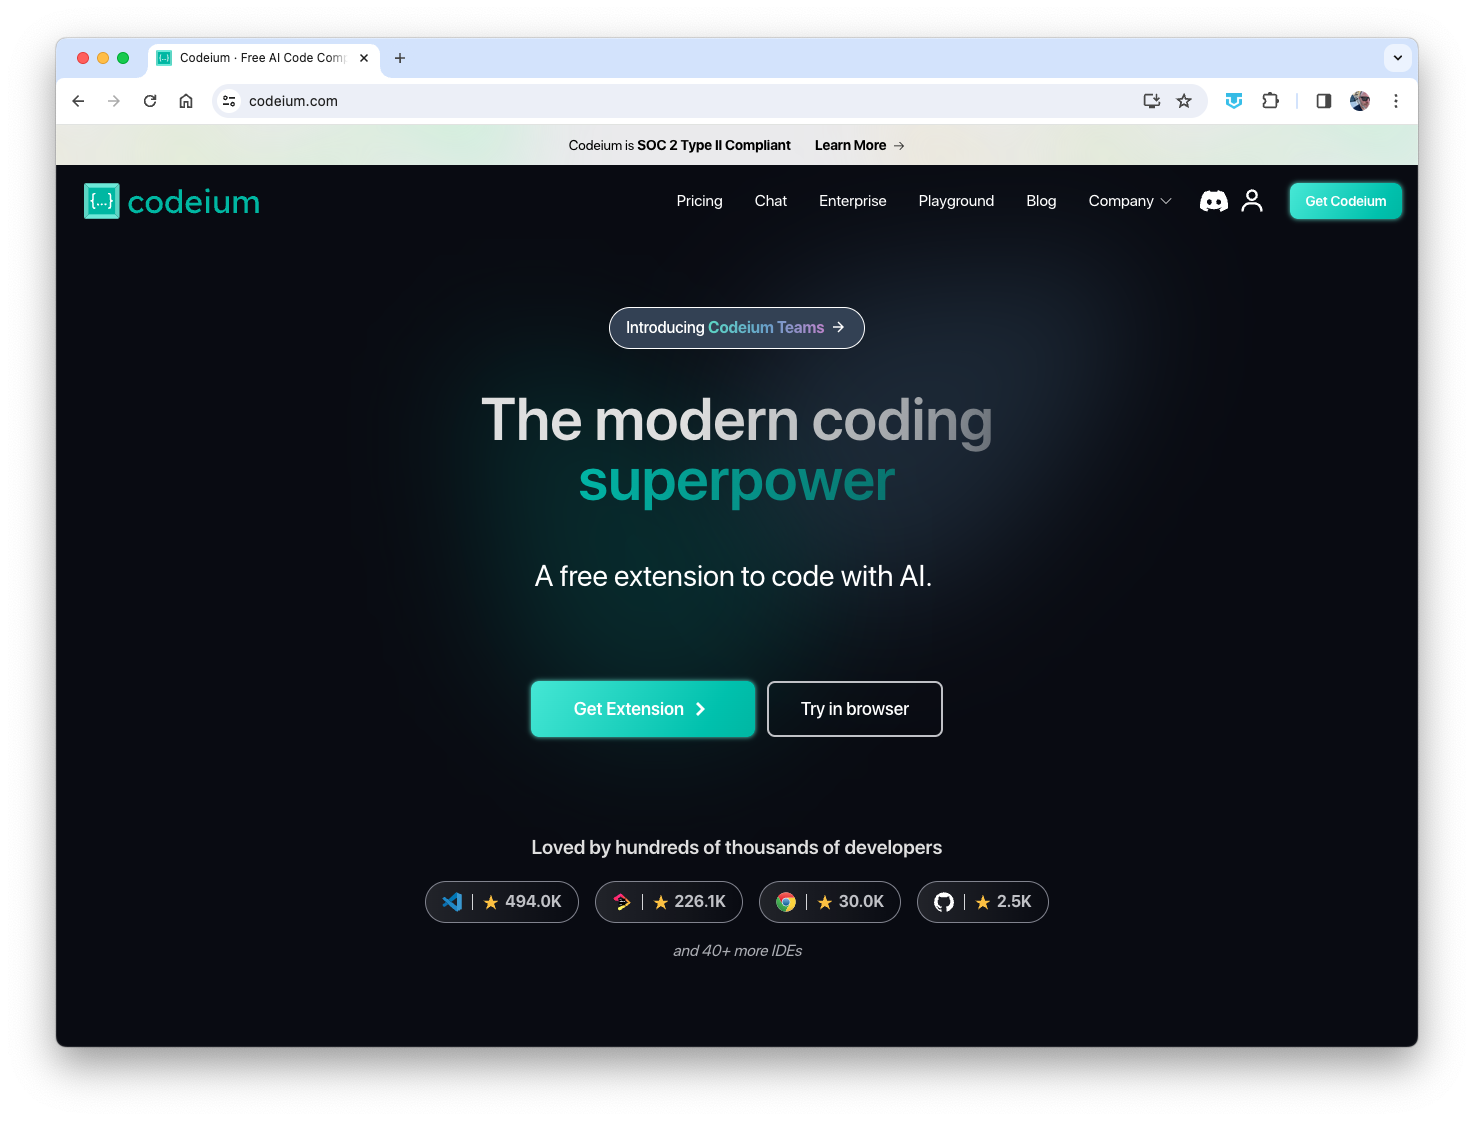 Codeium · Free AI Code Comp
codeium.com
Codeium is SOC 2 Type II Compliant Learn More →
{...} codeium Pricing Chat Enterprise Playground Blog Company Get Codeium
Introducing Codeium Teams →
The modern coding
superpower
A free extension to code with AI.
Get Extension Try in browser
Loved by hundreds of thousands of developers
494.0K 226.1K 30.0K 2.5K
and 40+ more IDEs